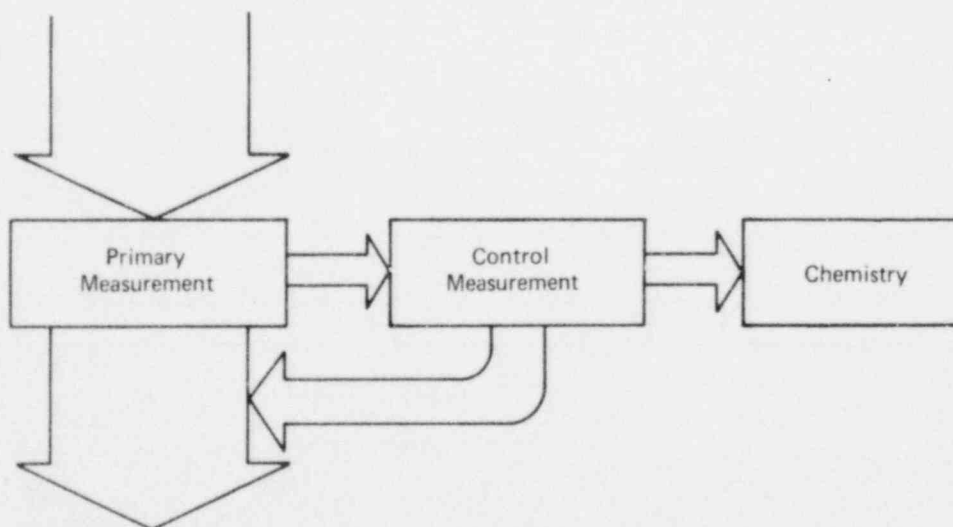 Primary
Measurement
Control
Measurement
Chemistry